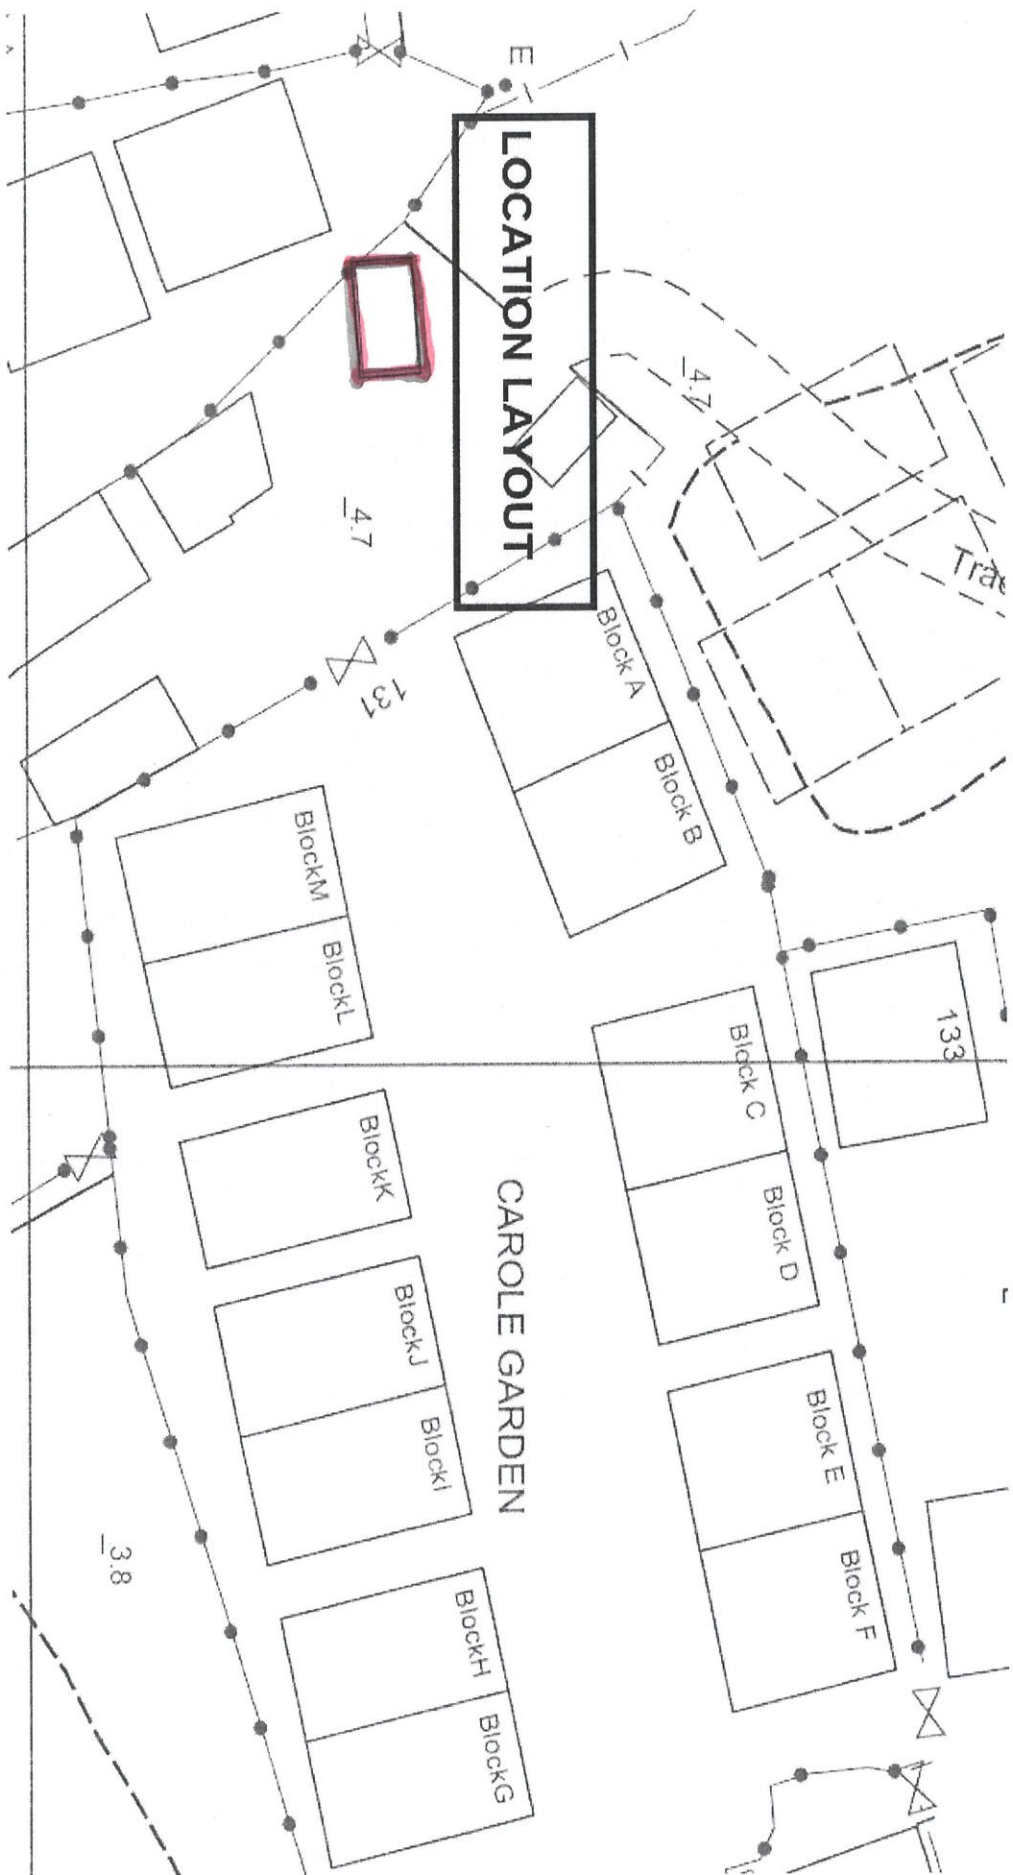 E
LOCATION LAYOUT
4.7
4.7
131
Block A
Block B
BlockM
BlockL
133
Block C
Block D
BlockK
CAROLE GARDEN
BlockJ
BlockI
Block E
Block F
3.8
BlockH
BlockG